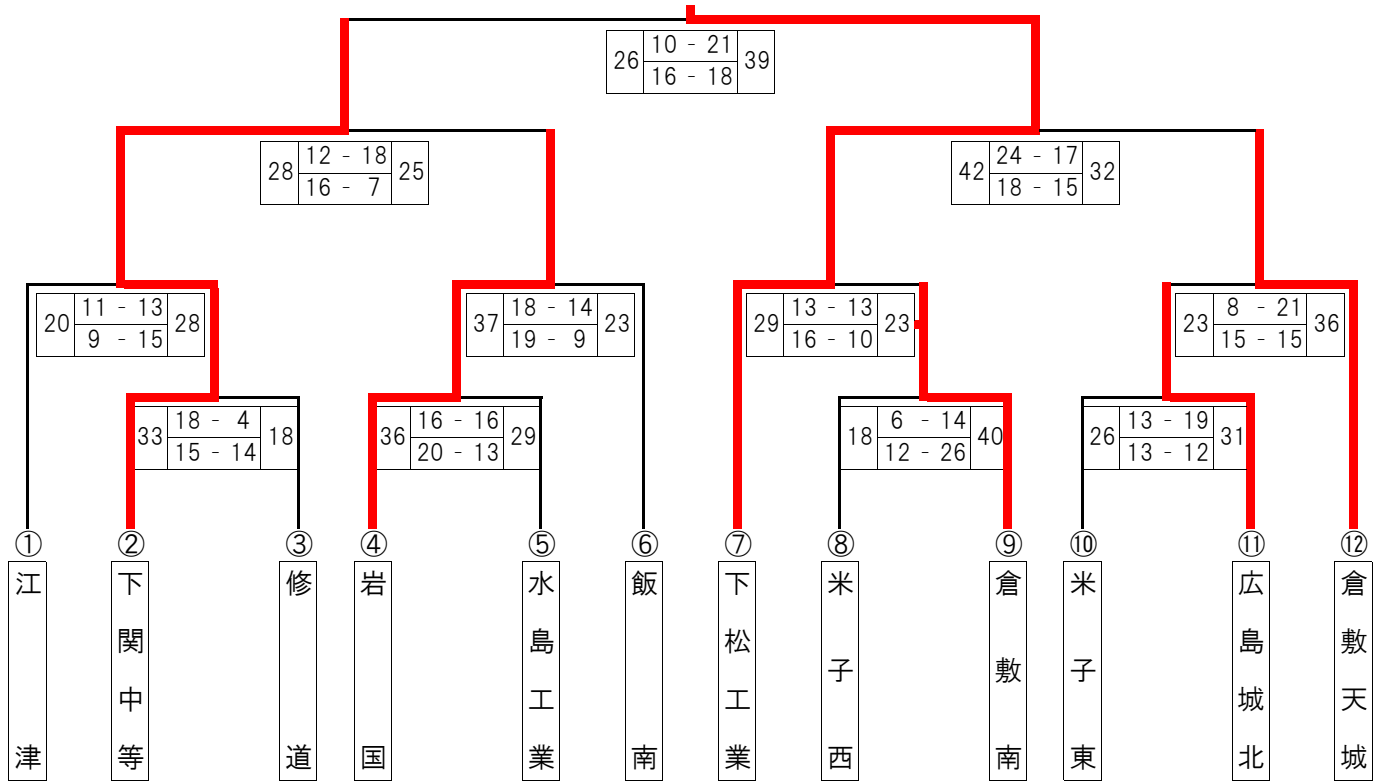 10 - 21
26 39
16 - 18
12 - 18
28 25
16 - 7
24 - 17
42 32
18 - 15
11 - 13
20 28
9 - 15
18 - 14
37 23
19 - 9
13 - 13
29 23
16 - 10
8 - 21
23 36
15 - 15
18 - 4
33 18
15 - 14
16 - 16
36 29
20 - 13
6 - 14
18 40
12 - 26
13 - 19
26 31
13 - 12
① ② ③ ④ ⑤ ⑥ ⑦ ⑧ ⑨ ⑩ ⑪ ⑫
江津
下関中等
修道
岩国
水島工業
飯南
下松工業
米子西
倉敷南
米子東
広島城北
倉敷天城